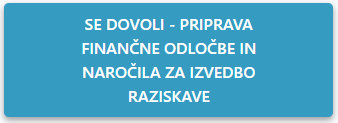 SE DOVOLI - PRIPRAVA
FINANČNE ODLOČBE IN
NAROČILA ZA IZVEDBO
RAZISKAVE